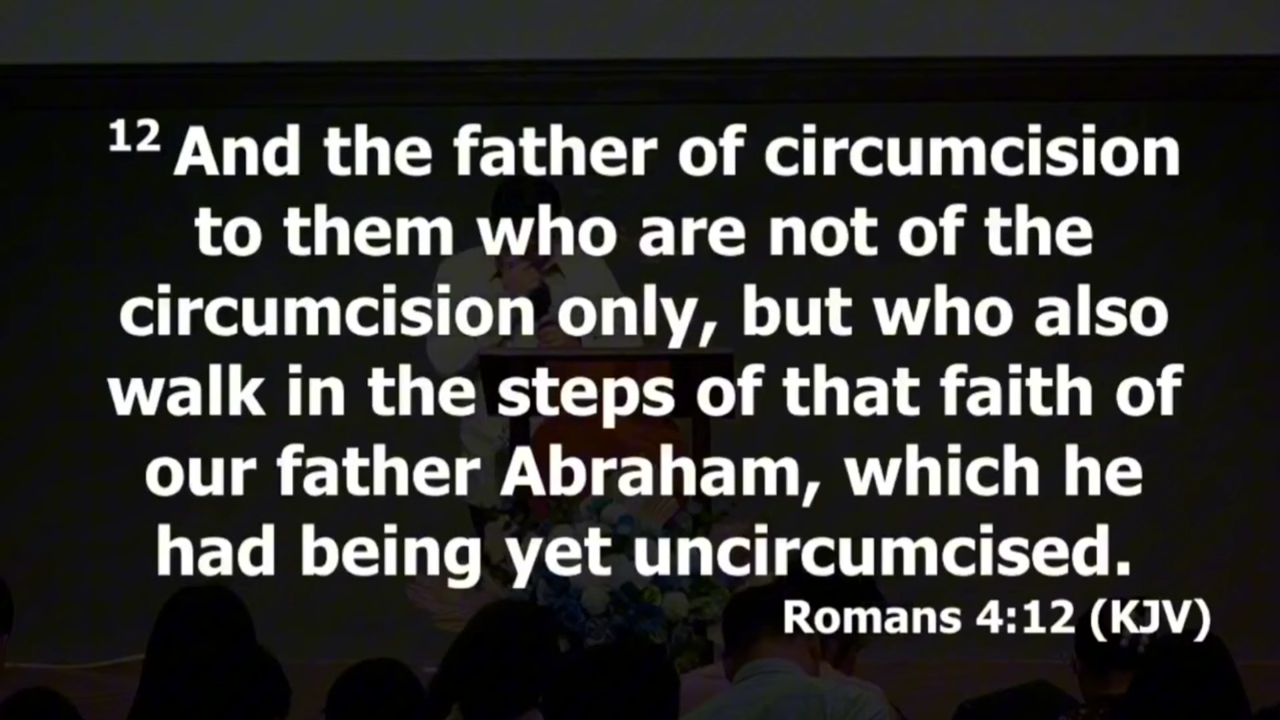 12 And the father of circumcision
to them who are not of the
circumcision only, but who also
walk in the steps of that faith of
our father Abraham, which he
had being yet uncircumcised.
Romans 4:12 (KJV)